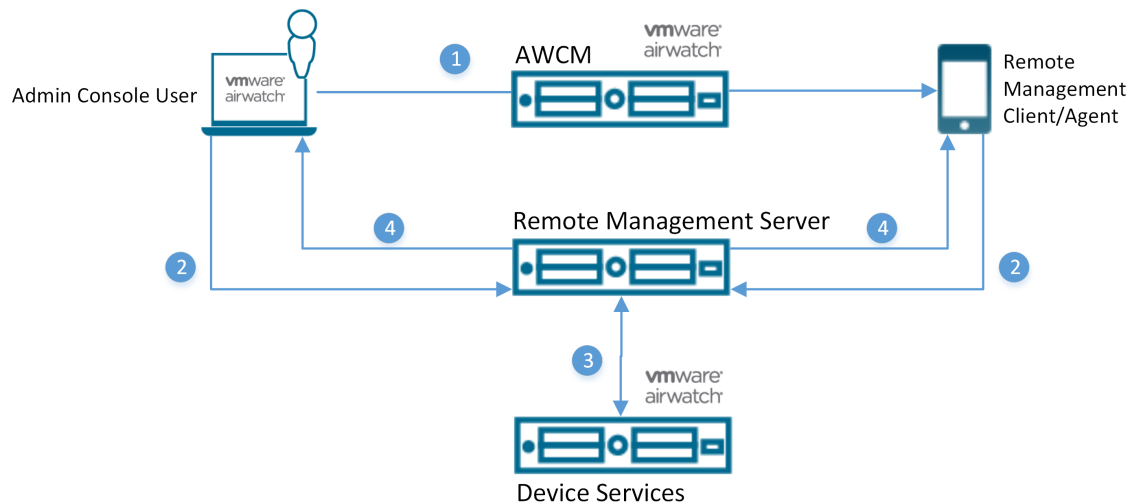 vmware
airwatch
AWCM
1
Admin Console User
vmware
airwatch
Remote
Management
Client/Agent
Remote Management Server
4
4
2
2
3
vmware
airwatch
Device Services